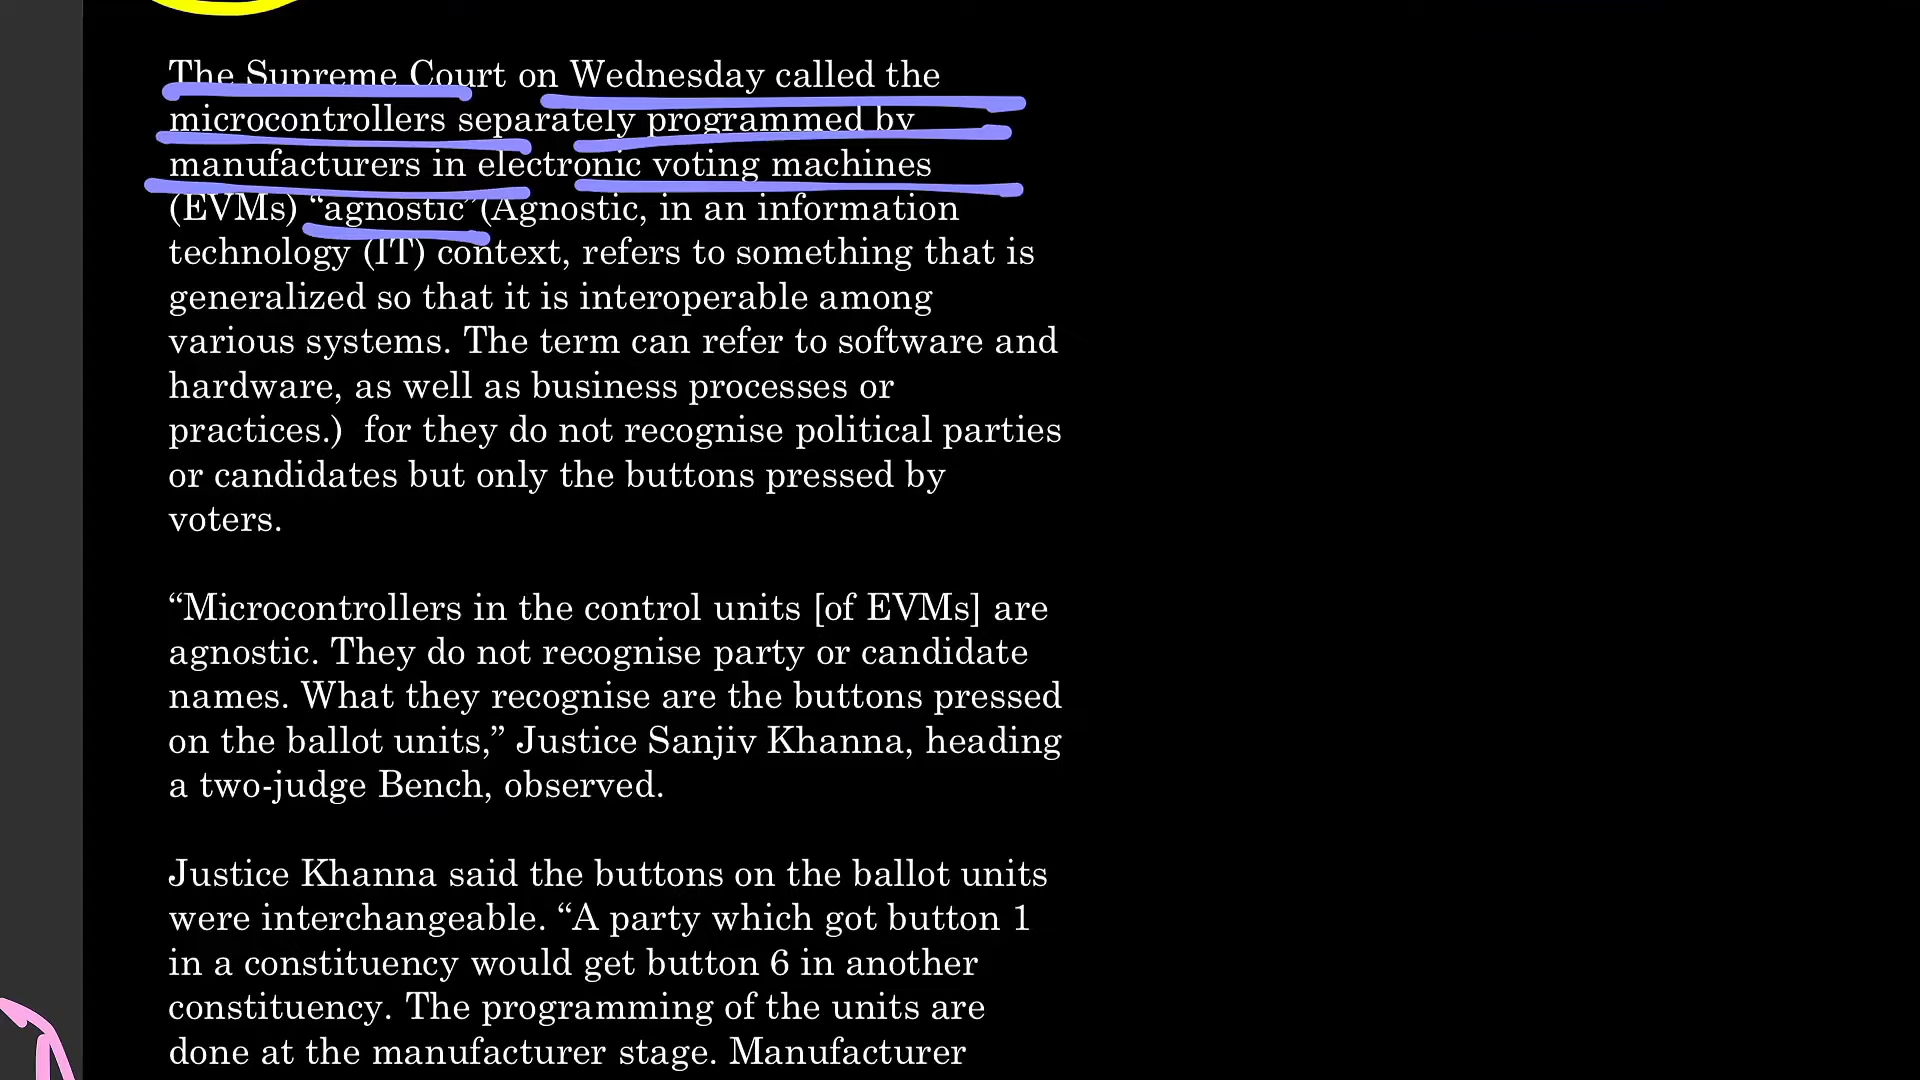 The Supreme Court on Wednesday called the
microcontrollers separately programmed by
manufacturers in electronic voting machines
(EVMs) “agnostic”(Agnostic, in an information
technology (IT) context, refers to something that is
generalized so that it is interoperable among
various systems. The term can refer to software and
hardware, as well as business processes or
practices.)  for they do not recognise political parties
or candidates but only the buttons pressed by
voters.
“Microcontrollers in the control units [of EVMs] are
agnostic. They do not recognise party or candidate
names. What they recognise are the buttons pressed
on the ballot units,” Justice Sanjiv Khanna, heading
a two-judge Bench, observed.
Justice Khanna said the buttons on the ballot units
were interchangeable. “A party which got button 1
in a constituency would get button 6 in another
constituency. The programming of the units are
done at the manufacturer stage. Manufacturer